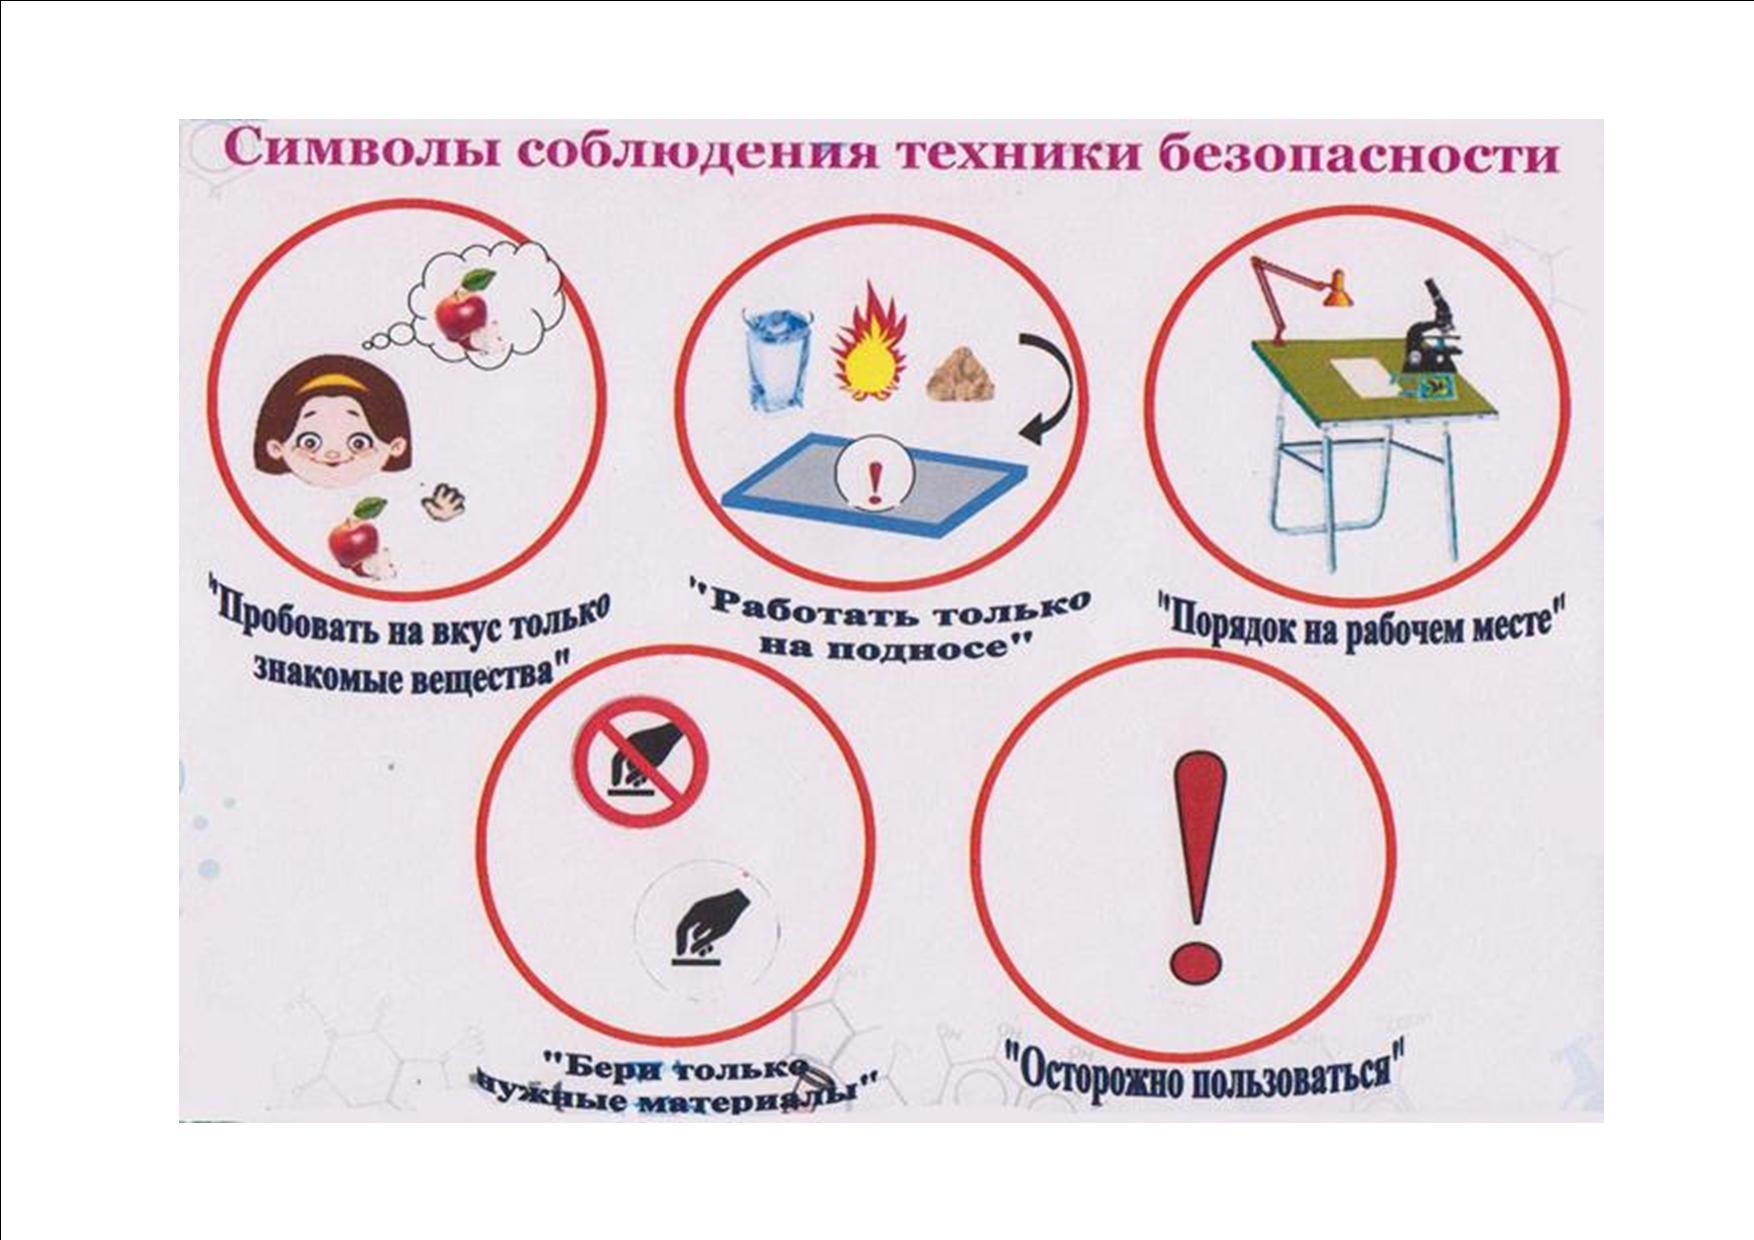 Символы соблюдения техники безопасности
"Пробовать на вкус только
знакомые вещества"
"Работать только
на подносе"
"Порядок на рабочем месте"
"Бери только
нужные материалы"
"Осторожно пользоваться"